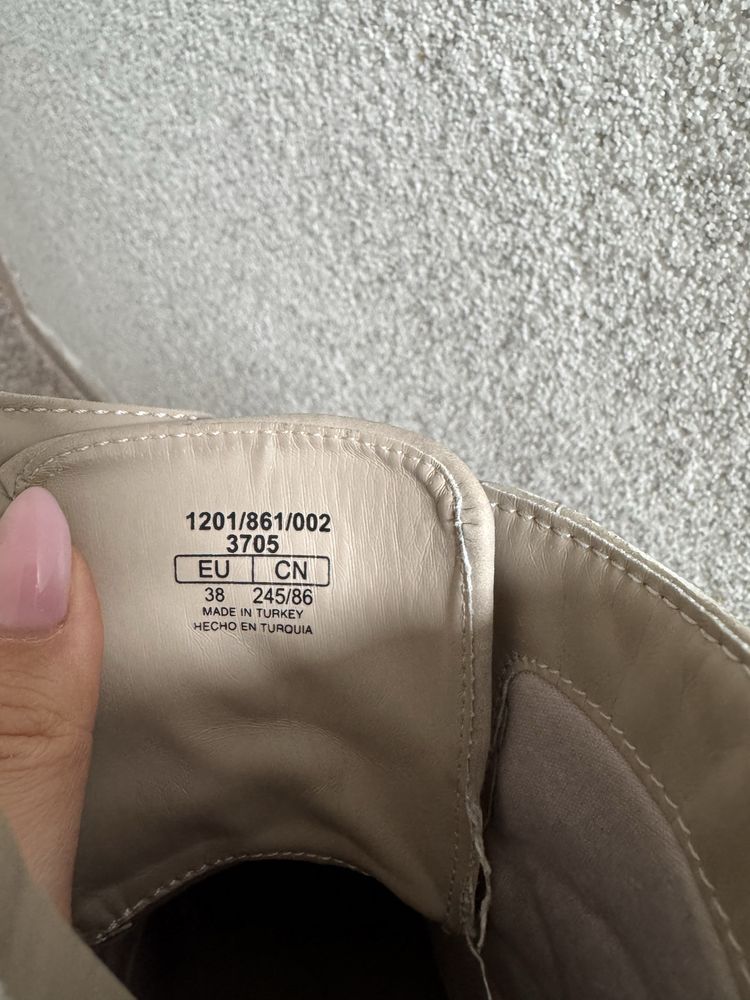 1201/861/002
3705
EU CN
38 245/86
MADE IN TURKEY
HECHO EN TURQUIA